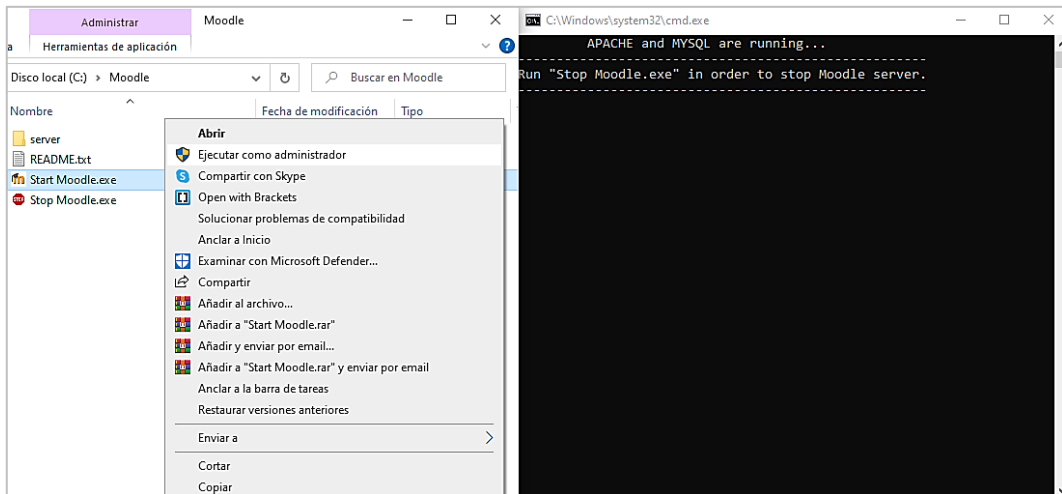 Administrar
Moodle
a
Herramientas de aplicación
Disco local (C:) › Moodle
Buscar en Moodle
Nombre
Fecha de modificación
Tipo
server
README.txt
Start Moodle.exe
Stop Moodle.exe
Abrir
Ejecutar como administrador
Compartir con Skype
Open with Brackets
Solucionar problemas de compatibilidad
Anclar a Inicio
Examinar con Microsoft Defender...
Compartir
Añadir al archivo...
Añadir a "Start Moodle.rar"
Añadir y enviar por email...
Añadir a "Start Moodle.rar" y enviar por email
Anclar a la barra de tareas
Restaurar versiones anteriores
Enviar a
Cortar
Copiar
C:\Windows\system32\cmd.exe
APACHE and MYSQL are running...
----------------------------------------------------
Run "Stop Moodle.exe" in order to stop Moodle server.
----------------------------------------------------